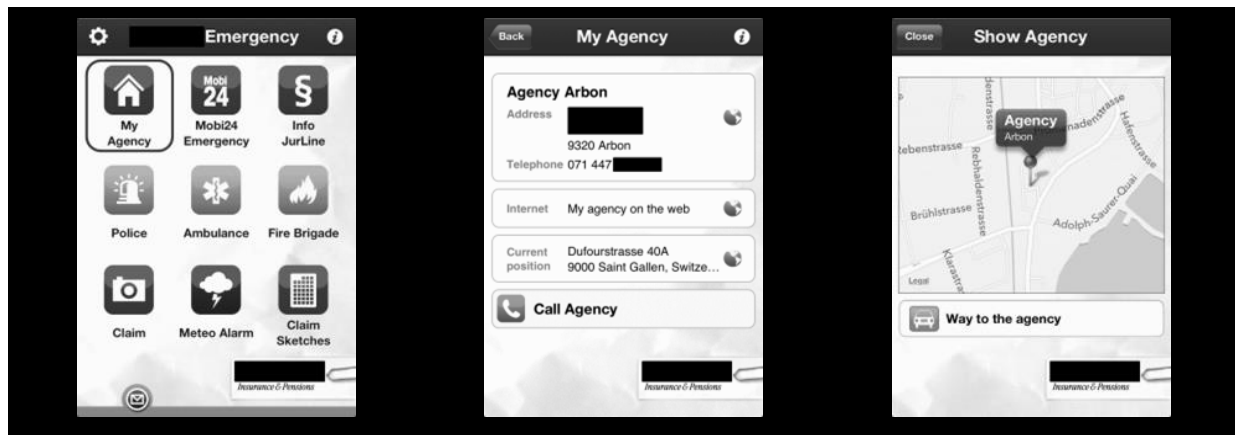 Emergency
My
Agency
Mobi
24
Mobi24
Emergency
§
Info
JurLine
Police
Ambulance
Fire Brigade
Claim
Meteo Alarm
Claim
Sketches
Insurance & Pensions
Back
My Agency
Agency Arbon
Address
9320 Arbon
Telephone 071 447
Internet My agency on the web
Current position Dufourstrasse 40A
9000 Saint Gallen, Switze...
Call Agency
Insurance & Pensions
Close
Show Agency
Agency
Arbon
Hafenstrasse
Rebhaldenstrasse
Brühlstrasse
Adolph-Saurer-Quai
Klarastra
Legal
Way to the agency
Insurance & Pensions